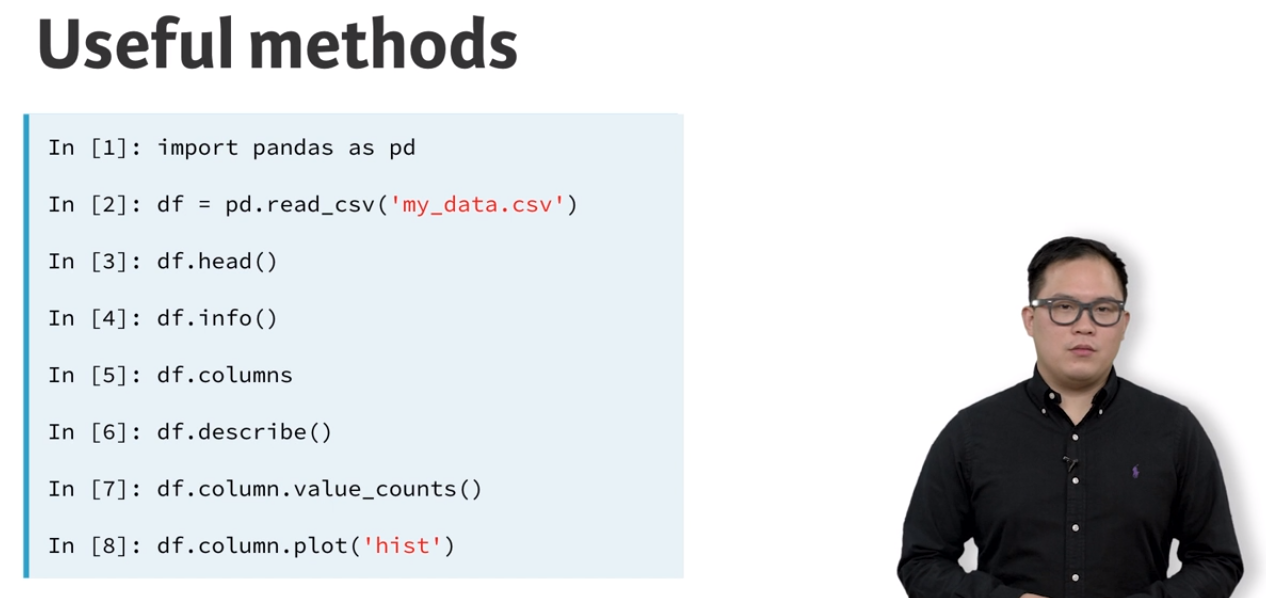 Useful methods
In [1]: import pandas as pd
In [2]: df = pd.read_csv('my_data.csv')
In [3]: df.head()
In [4]: df.info()
In [5]: df.columns
In [6]: df.describe()
In [7]: df.column.value_counts()
In [8]: df.column.plot('hist')